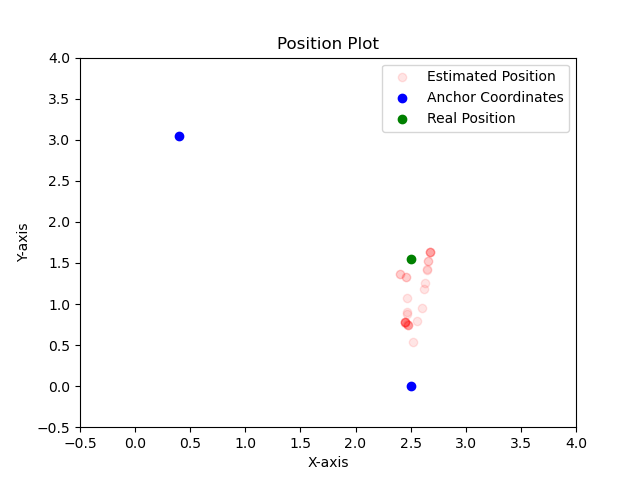 Position Plot
Estimated Position
Anchor Coordinates
Real Position
Y-axis
4.0
3.5
3.0
2.5
2.0
1.5
1.0
0.5
0.0
−0.5
−0.5 0.0 0.5 1.0 1.5 2.0 2.5 3.0 3.5 4.0
X-axis